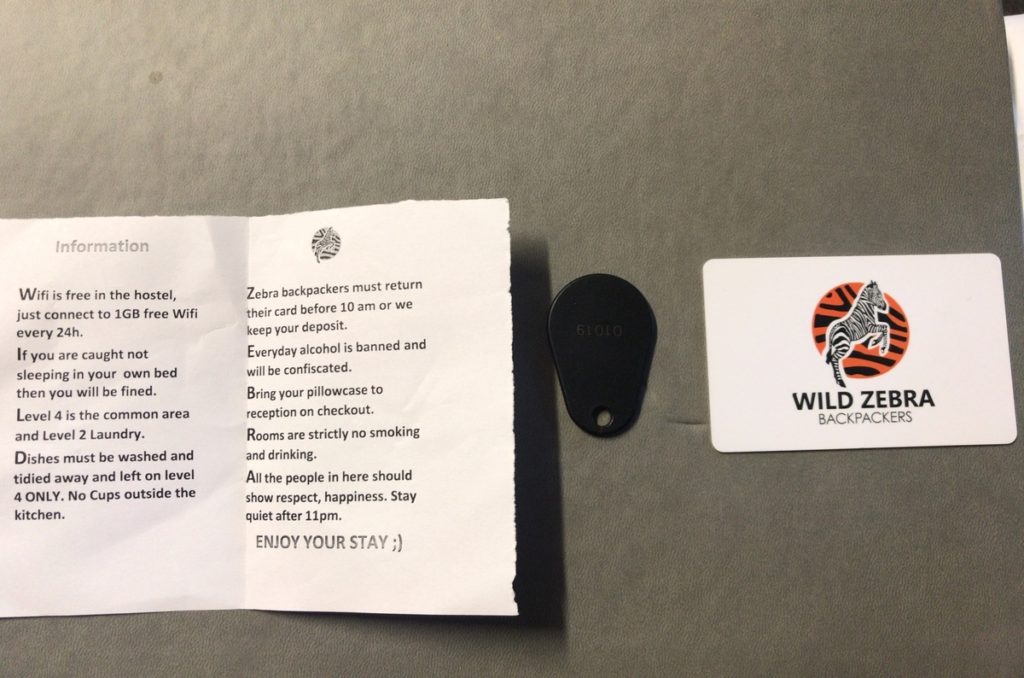 Information
Wifi is free in the hostel,
just connect to 1GB free Wifi
every 24h.
If you are caught not
sleeping in your own bed
then you will be fined.
Level 4 is the common area
and Level 2 Laundry.
Dishes must be washed and
tidied away and left on level
4 ONLY. No Cups outside the
kitchen.
Zebra backpackers must return
their card before 10 am or we
keep your deposit.
Everyday alcohol is banned and
will be confiscated.
Bring your pillowcase to
reception on checkout.
Rooms are strictly no smoking
and drinking.
All the people in here should
show respect, happiness. Stay
quiet after 11pm.
ENJOY YOUR STAY ;)
01019
WILD ZEBRA
BACKPACKERS